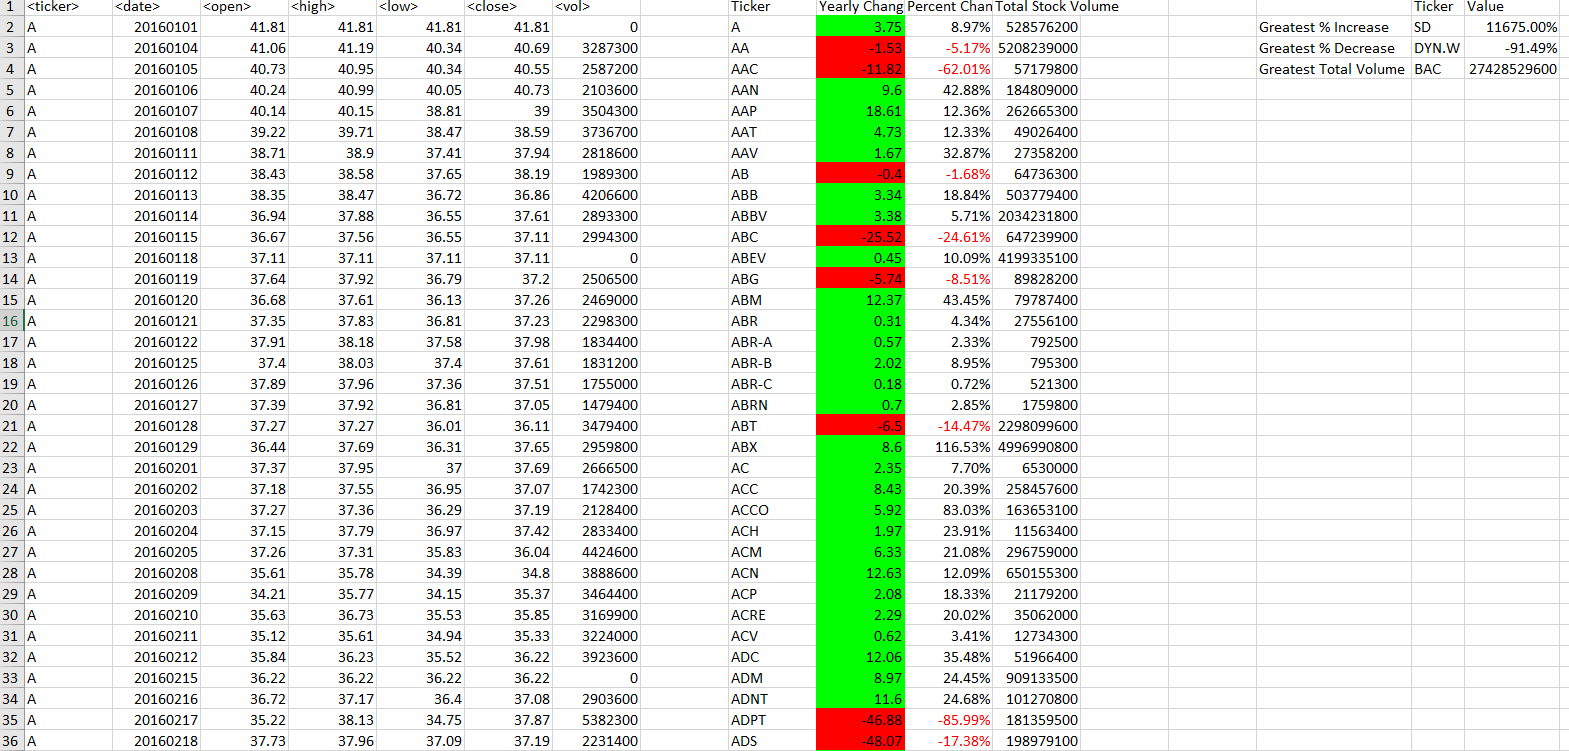 1 <ticker> <date> <open> <high> <low> <close> <vol> Ticker Yearly Chang Percent Chan Total Stock Volume Ticker Value
2 A 20160101 41.81 41.81 41.81 41.81 0 A 3.75 8.97% 528576200 Greatest % Increase SD 11675.00%
3 A 20160104 41.06 41.19 40.34 40.69 3287300 AA -1.53 -5.17% 5208239000 Greatest % Decrease DYN.W -91.49%
4 A 20160105 40.73 40.95 40.34 40.55 2587200 AAC -11.82 -62.01% 57179800 Greatest Total Volume BAC 27428529600
5 A 20160106 40.24 40.99 40.05 40.73 2103600 AAN 9.6 42.88% 184809000
6 A 20160107 40.14 40.15 38.81 39 3504300 AAP 18.61 12.36% 262665300
7 A 20160108 39.22 39.71 38.47 38.59 3736700 AAT 4.73 12.33% 49026400
8 A 20160111 38.71 38.9 37.41 37.94 2818600 AAV 1.67 32.87% 27358200
9 A 20160112 38.43 38.58 37.65 38.19 1989300 AB -0.4 -1.68% 64736300
10 A 20160113 38.35 38.47 36.72 36.86 4206600 ABB 3.34 18.84% 503779400
11 A 20160114 36.94 37.88 36.55 37.61 2893300 ABBV 3.38 5.71% 2034231800
12 A 20160115 36.67 37.56 36.55 37.11 2994300 ABC -25.52 -24.61% 647239900
13 A 20160118 37.11 37.11 37.11 37.11 0 ABEV 0.45 10.09% 4199335100
14 A 20160119 37.64 37.92 36.79 37.2 2506500 ABG -5.74 -8.51% 89828200
15 A 20160120 36.68 37.61 36.13 37.26 2469000 ABM 12.37 43.45% 79787400
16 A 20160121 37.35 37.83 36.81 37.23 2298300 ABR 0.31 4.34% 27556100
17 A 20160122 37.91 38.18 37.58 37.98 1834400 ABR-A 0.57 2.33% 792500
18 A 20160125 37.4 38.03 37.4 37.61 1831200 ABR-B 2.02 8.95% 795300
19 A 20160126 37.89 37.96 37.36 37.51 1755000 ABR-C 0.18 0.72% 521300
20 A 20160127 37.39 37.92 36.81 37.05 1479400 ABRN 0.7 2.85% 1759800
21 A 20160128 37.27 37.27 36.01 36.11 3479400 ABT -6.5 -14.47% 2298099600
22 A 20160129 36.44 37.69 36.31 37.65 2959800 ABX 8.6 116.53% 4996990800
23 A 20160201 37.37 37.95 37 37.69 2666500 AC 2.35 7.70% 6530000
24 A 20160202 37.18 37.55 36.95 37.07 1742300 ACC 8.43 20.39% 258457600
25 A 20160203 37.27 37.36 36.29 37.19 2128400 ACCO 5.92 83.03% 163653100
26 A 20160204 37.15 37.79 36.97 37.42 2833400 ACH 1.97 23.91% 11563400
27 A 20160205 37.26 37.31 35.83 36.04 4424600 ACM 6.33 21.08% 296759000
28 A 20160208 35.61 35.78 34.39 34.8 3888600 ACN 12.63 12.09% 650155300
29 A 20160209 34.21 35.77 34.15 35.37 3464400 ACP 2.08 18.33% 21179200
30 A 20160210 35.63 36.73 35.53 35.85 3169900 ACRE 2.29 20.02% 35062000
31 A 20160211 35.12 35.61 34.94 35.33 3224000 ACV 0.62 3.41% 12734300
32 A 20160212 35.84 36.23 35.52 36.22 3923600 ADC 12.06 35.48% 51966400
33 A 20160215 36.22 36.22 36.22 36.22 0 ADM 8.97 24.45% 909133500
34 A 20160216 36.72 37.17 36.4 37.08 2903600 ADNT 11.6 24.68% 101270800
35 A 20160217 35.22 38.13 34.75 37.87 5382300 ADPT -46.88 -85.99% 181359500
36 A 20160218 37.73 37.96 37.09 37.19 2231400 ADS -48.07 -17.38% 198979100